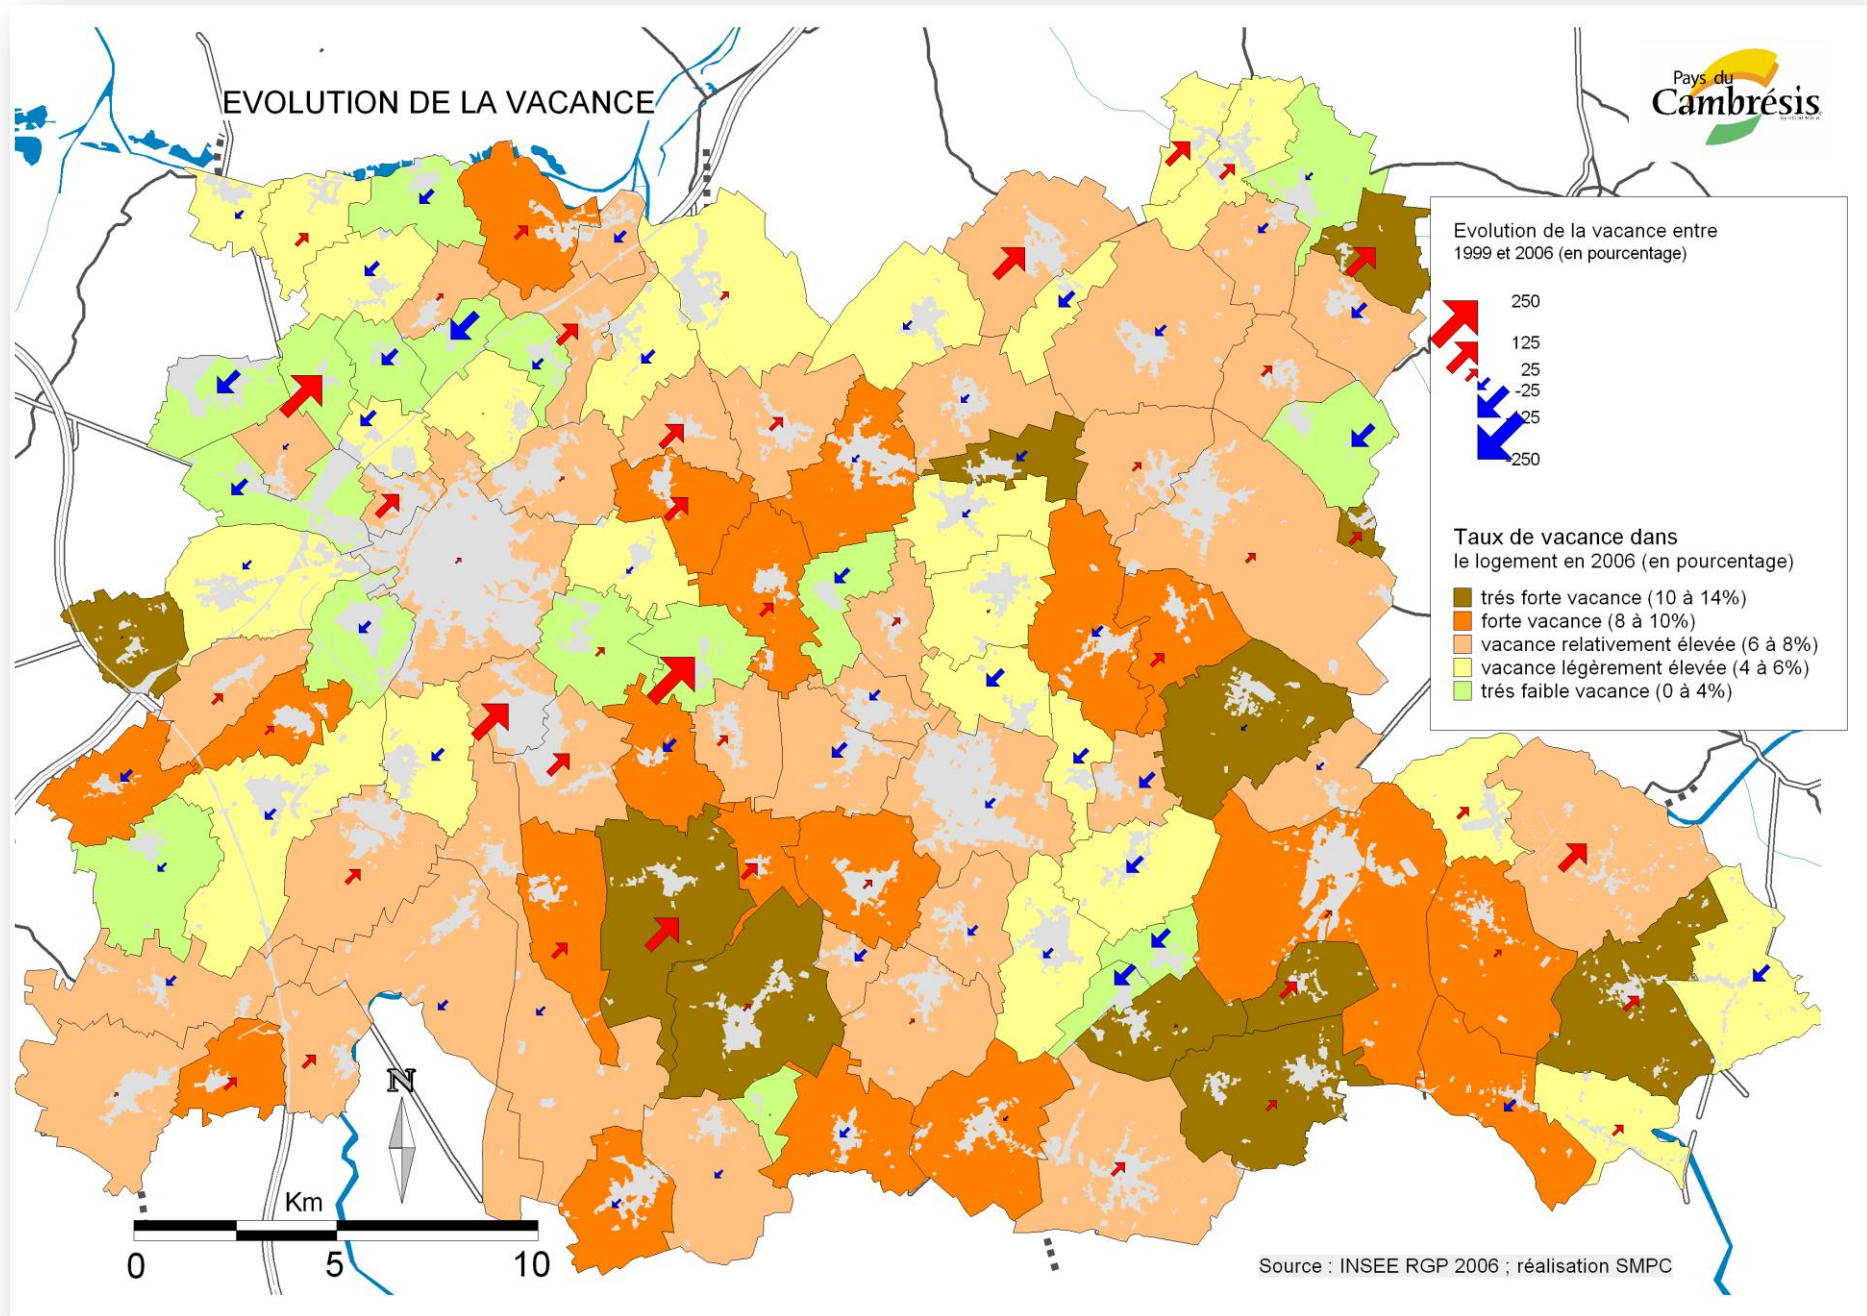 EVOLUTION DE LA VACANCE
Pays du
Cambrésis
Evolution de la vacance entre
1999 et 2006 (en pourcentage)
250
125
25
-25
25
250
Taux de vacance dans
le logement en 2006 (en pourcentage)
trés forte vacance (10 à 14%)
forte vacance (8 à 10%)
vacance relativement élevée (6 à 8%)
vacance légèrement élevée (4 à 6%)
trés faible vacance (0 à 4%)
N
Km
0 5 10
Source : INSEE RGP 2006 ; réalisation SMPC